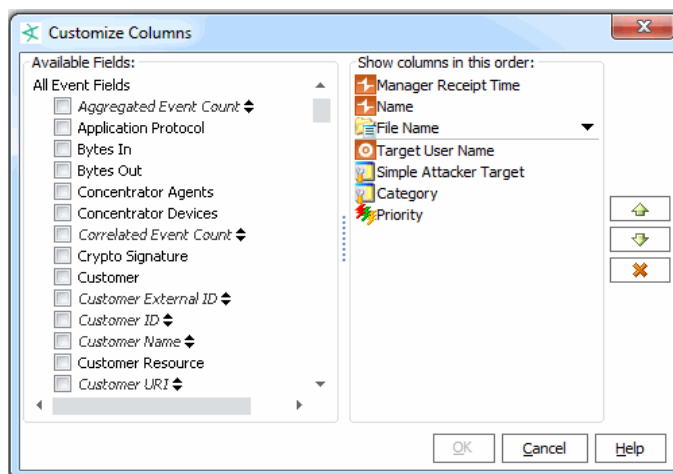 Customize Columns
Available Fields:
All Event Fields
Aggregated Event Count
Application Protocol
Bytes In
Bytes Out
Concentrator Agents
Concentrator Devices
Correlated Event Count
Crypto Signature
Customer
Customer External ID
Customer ID
Customer Name
Customer Resource
Customer URI
Show columns in this order:
Manager Receipt Time
Name
File Name
Target User Name
Simple Attacker Target
Category
Priority
OK
Cancel
Help